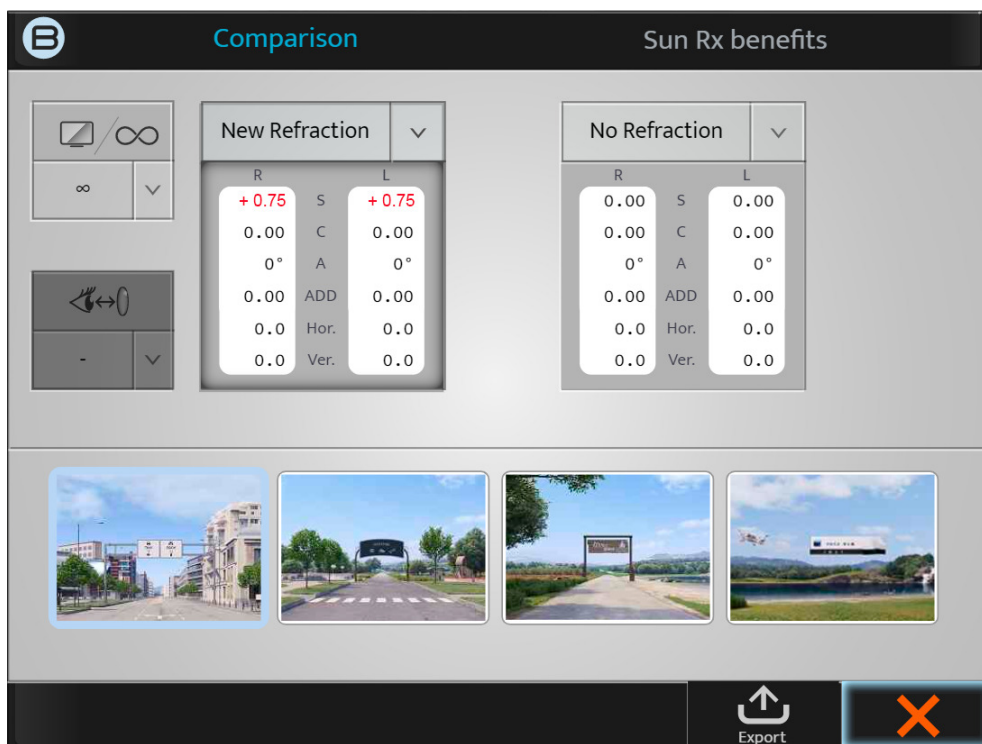 B Comparison Sun Rx benefits
New Refraction No Refraction
∞
R L R L
+ 0.75 S + 0.75 0.00 S 0.00
0.00 C 0.00 0.00 C 0.00
0° A 0° 0° A 0°
0.00 ADD 0.00 0.00 ADD 0.00
0.0 Hor. 0.0 0.0 Hor. 0.0
- 0.0 Ver. 0.0 0.0 Ver. 0.0
Export